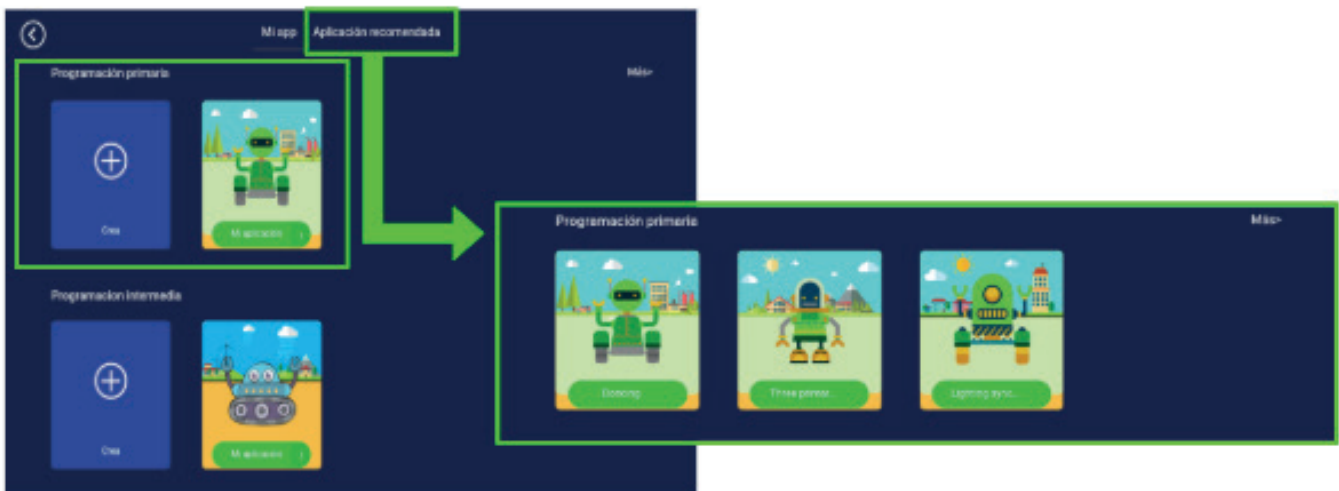 Mi app Aplicación recomendada
Programación primaria Más>
Crea Mi aplicación
Programacion intermedia
Crea Mi aplicación
Programación primaria Más>
Dancing Three person... Lighting sync...